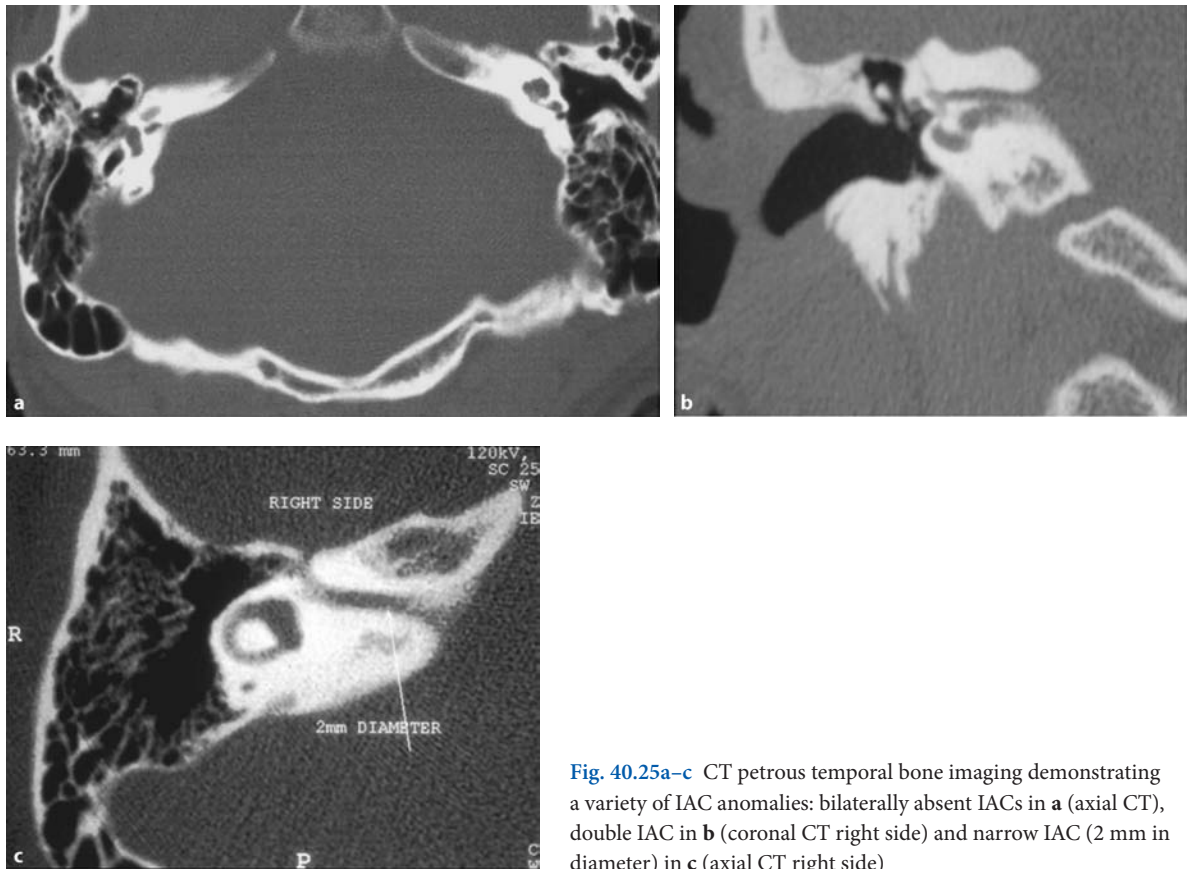 a
b
63.3 mm
120kV,
SC 25
SW
Z
IE
RIGHT SIDE
R
2mm DIAMETER
c
P
C
Fig. 40.25a–c CT petrous temporal bone imaging demonstrating
a variety of IAC anomalies: bilaterally absent IACs in a (axial CT),
double IAC in b (coronal CT right side) and narrow IAC (2 mm in
diameter) in c (axial CT right side)